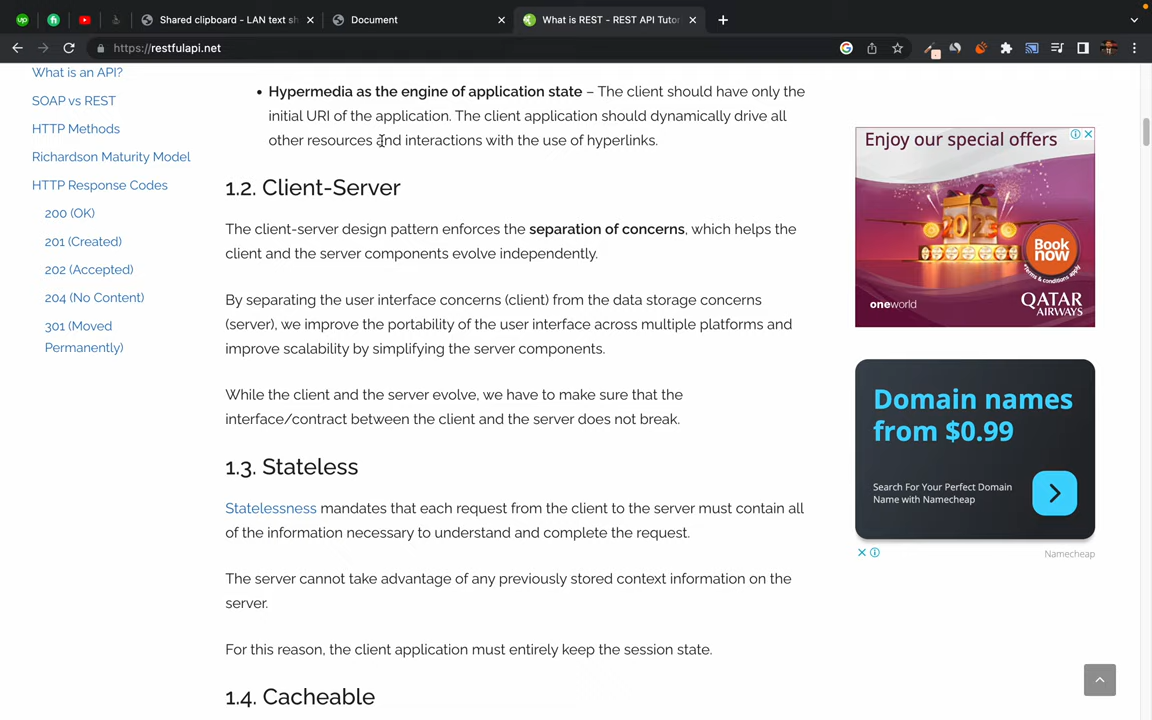 Shared clipboard - LAN text sh
Document
What is REST - REST API Tutor
https://restfulapi.net
What is an API?
SOAP vs REST
HTTP Methods
Richardson Maturity Model
HTTP Response Codes
200 (OK)
201 (Created)
202 (Accepted)
204 (No Content)
301 (Moved
Permanently)
• Hypermedia as the engine of application state – The client should have only the
initial URI of the application. The client application should dynamically drive all
other resources and interactions with the use of hyperlinks.
1.2. Client-Server
The client-server design pattern enforces the separation of concerns, which helps the
client and the server components evolve independently.
By separating the user interface concerns (client) from the data storage concerns
(server), we improve the portability of the user interface across multiple platforms and
improve scalability by simplifying the server components.
While the client and the server evolve, we have to make sure that the
interface/contract between the client and the server does not break.
1.3. Stateless
Statelessness mandates that each request from the client to the server must contain all
of the information necessary to understand and complete the request.
The server cannot take advantage of any previously stored context information on the
server.
For this reason, the client application must entirely keep the session state.
1.4. Cacheable
Enjoy our special offers
2023
Book
now
*Terms & conditions apply
oneworld
QATAR
AIRWAYS
Domain names
from $0.99
Search For Your Perfect Domain
Name with Namecheap
Namecheap